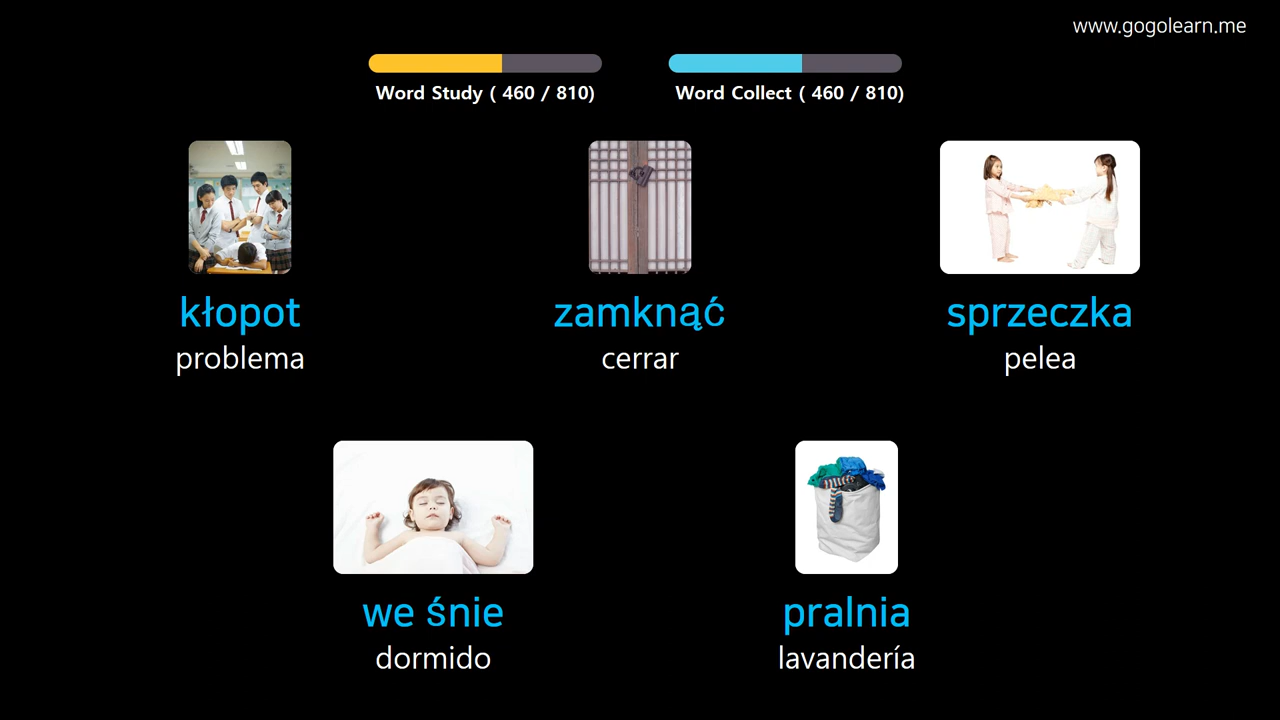 www.gogolearn.me
Word Study ( 460 / 810)
Word Collect ( 460 / 810)
kłopot
problema
zamknąć
cerrar
sprzeczka
pelea
we śnie
dormido
pralnia
lavandería